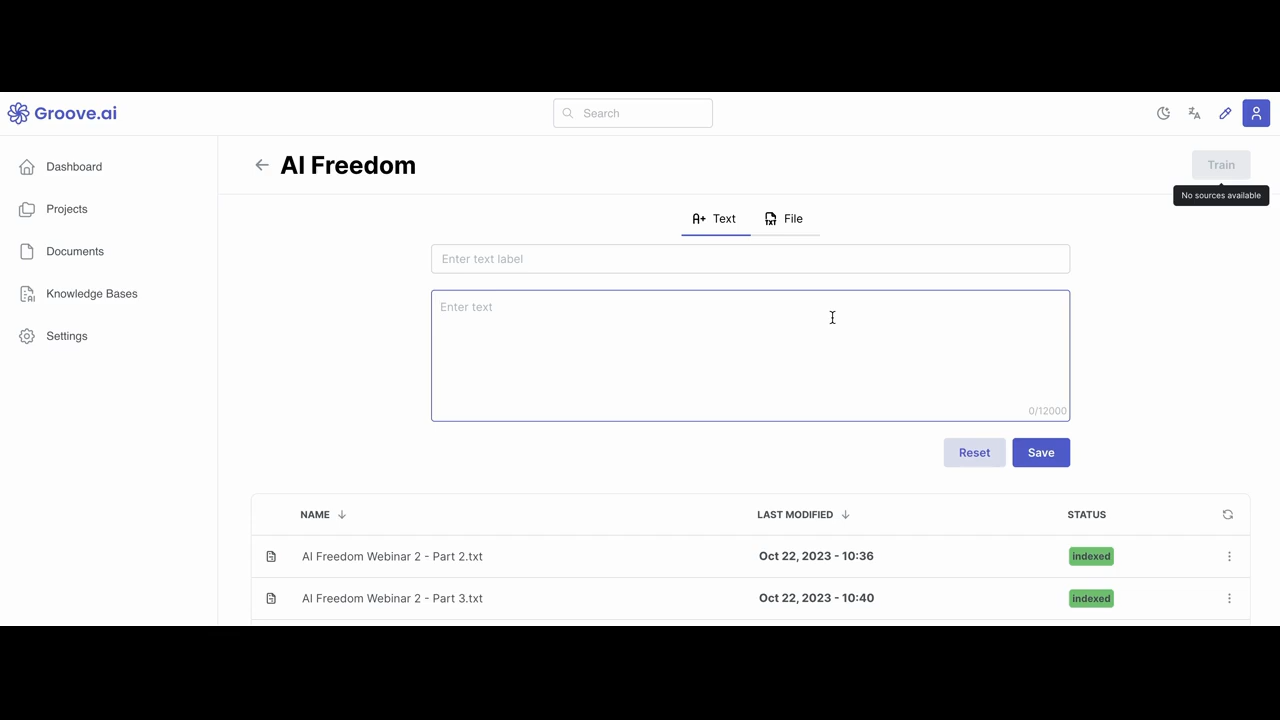 Groove.ai
Search
Dashboard
Projects
Documents
Knowledge Bases
Settings
AI Freedom
Train
No sources available
A+ Text
File
Enter text label
Enter text
0/12000
Reset
Save
NAME LAST MODIFIED STATUS
AI Freedom Webinar 2 - Part 2.txt Oct 22, 2023 - 10:36 indexed
AI Freedom Webinar 2 - Part 3.txt Oct 22, 2023 - 10:40 indexed